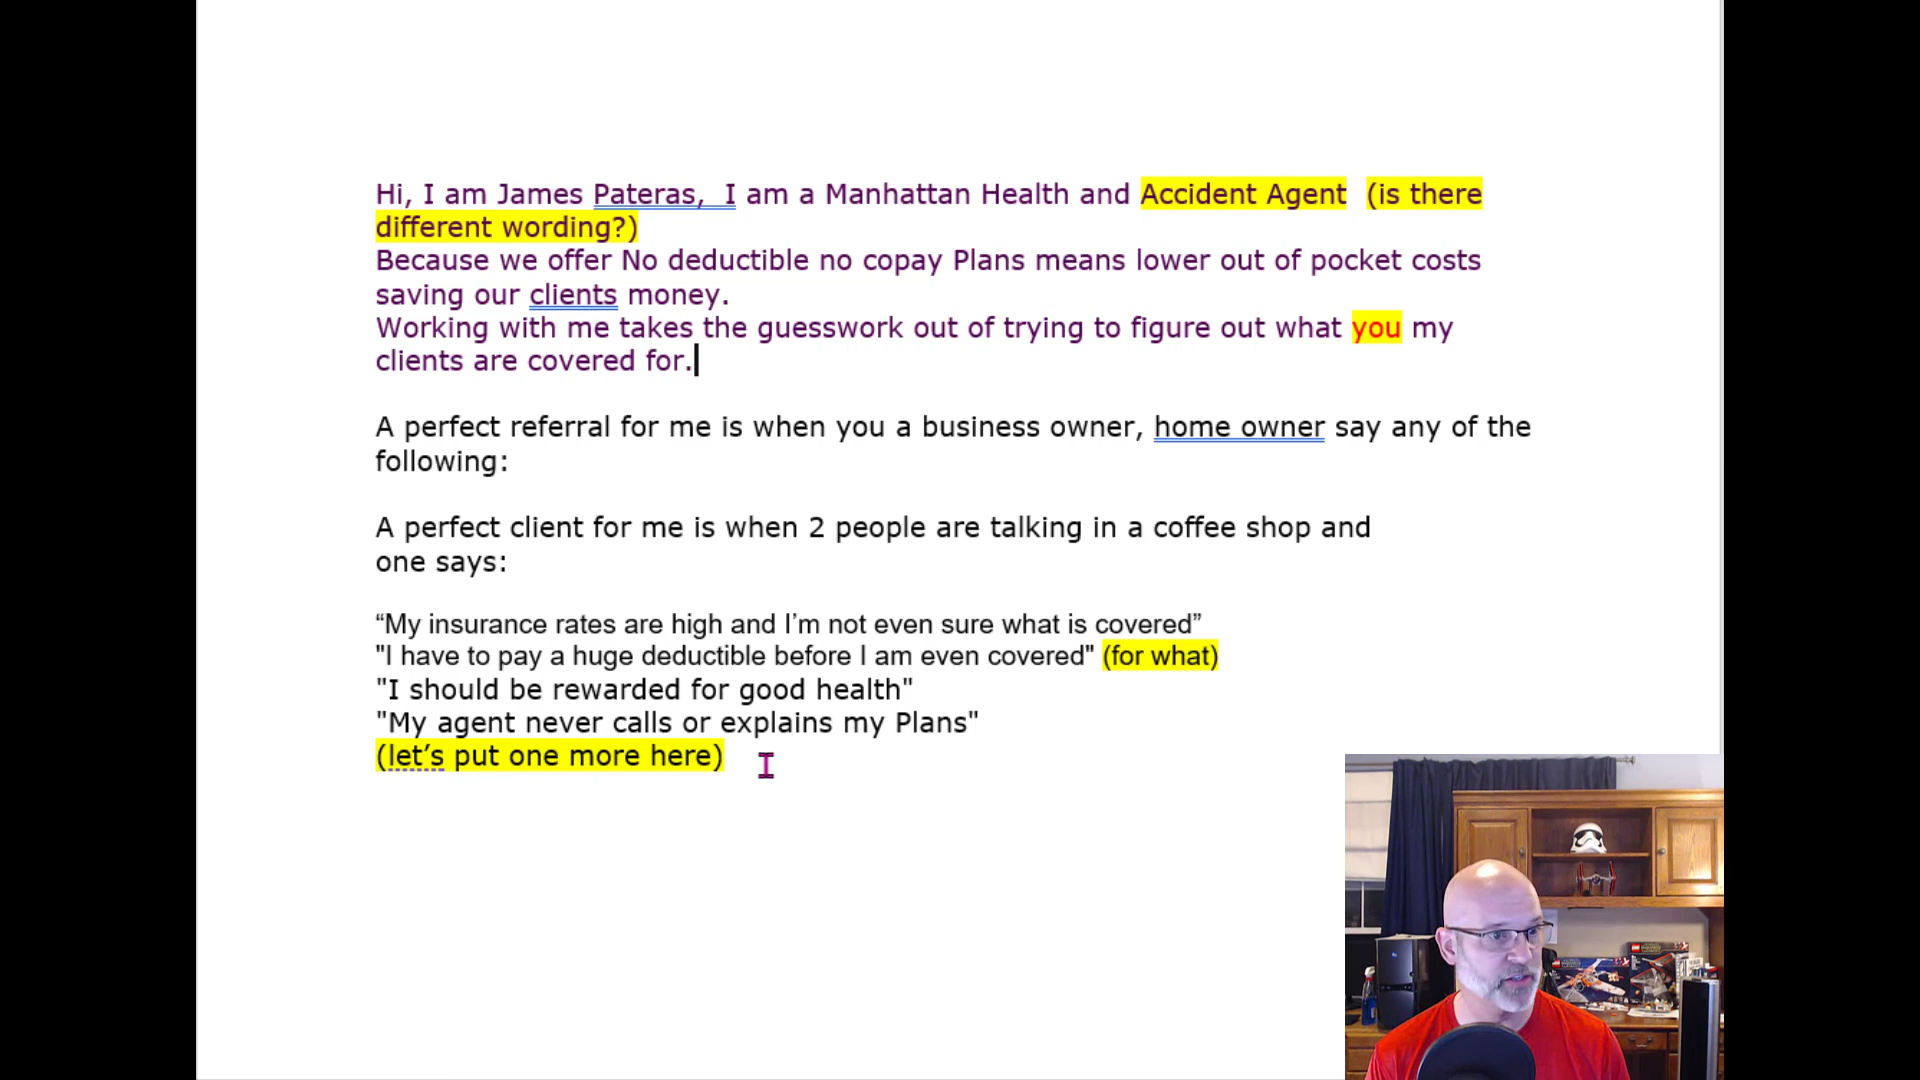 Hi, I am James Pateras,  I am a Manhattan Health and Accident Agent  (is there
different wording?)
Because we offer No deductible no copay Plans means lower out of pocket costs
saving our clients money.
Working with me takes the guesswork out of trying to figure out what you my
clients are covered for.
A perfect referral for me is when you a business owner, home owner say any of the
following:
A perfect client for me is when 2 people are talking in a coffee shop and
one says:
“My insurance rates are high and I’m not even sure what is covered”
"I have to pay a huge deductible before I am even covered" (for what)
"I should be rewarded for good health"
"My agent never calls or explains my Plans"
(let’s put one more here)